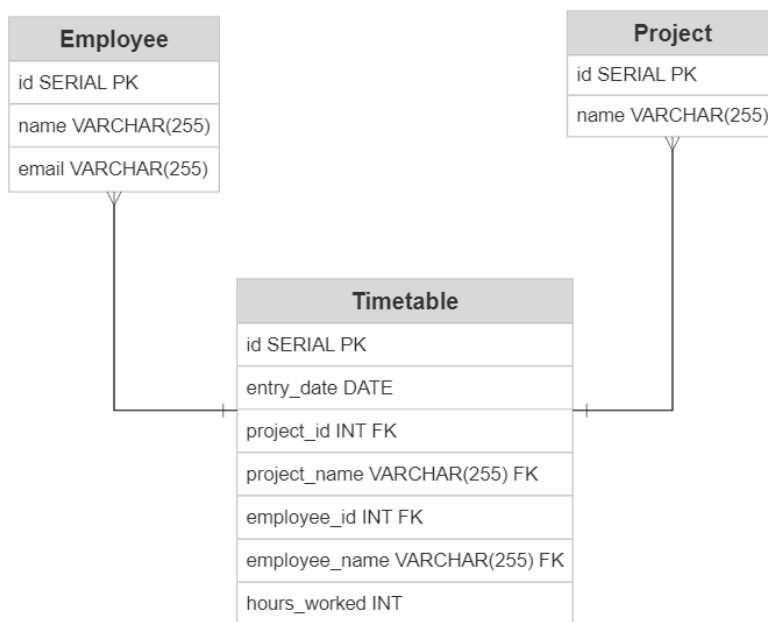 Employee
id SERIAL PK
name VARCHAR(255)
email VARCHAR(255)
Project
id SERIAL PK
name VARCHAR(255)
Timetable
id SERIAL PK
entry_date DATE
project_id INT FK
project_name VARCHAR(255) FK
employee_id INT FK
employee_name VARCHAR(255) FK
hours_worked INT